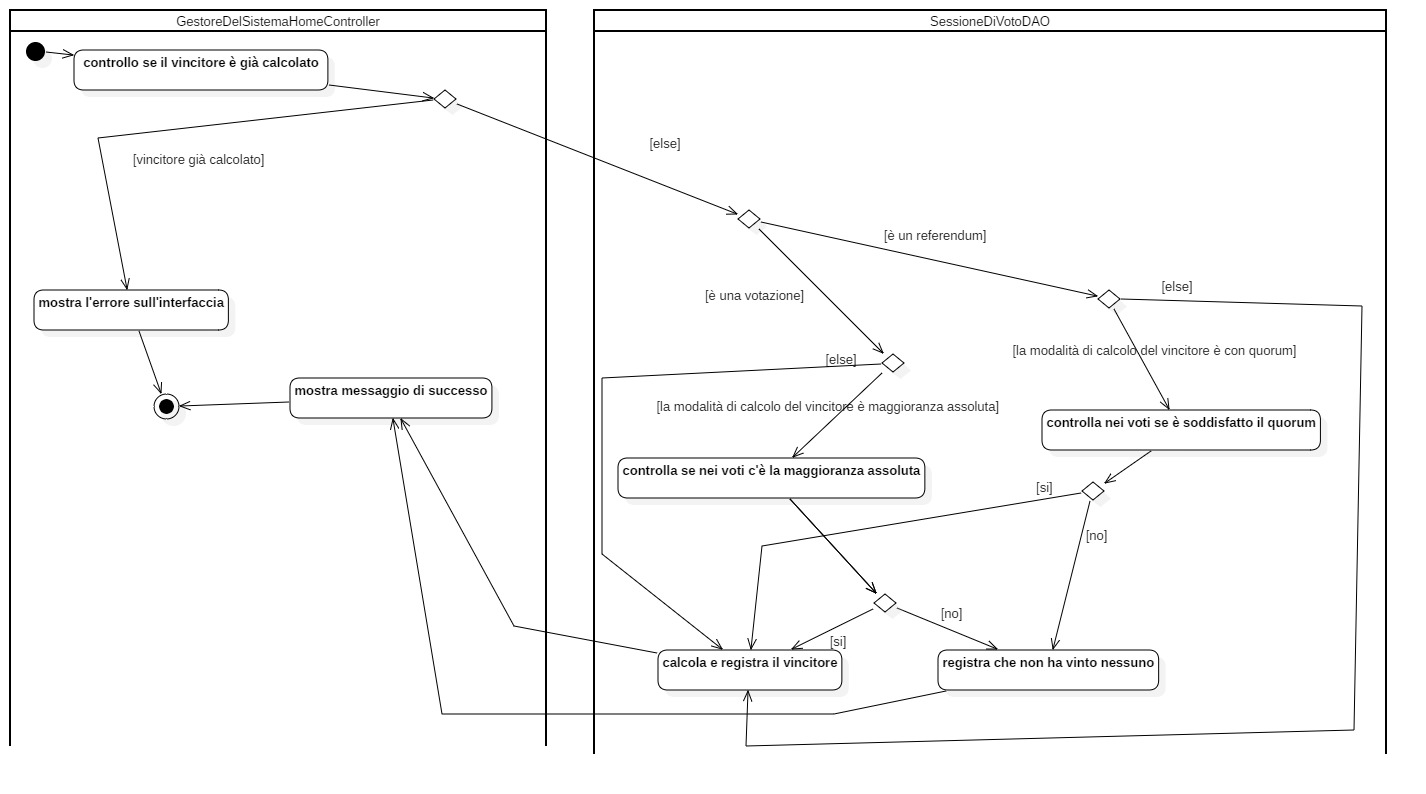 GestoreDelSistemaHomeController
SessioneDiVotoDAO
controllo se il vincitore è già calcolato
[else]
[vincitore già calcolato]
[è un referendum]
[else]
[è una votazione]
mostra l'errore sull'interfaccia
[la modalità di calcolo del vincitore è con quorum]
[else]
mostra messaggio di successo
[la modalità di calcolo del vincitore è maggioranza assoluta]
controlla nei voti se è soddisfatto il quorum
controlla se nei voti c'è la maggioranza assoluta
[si]
[no]
[no]
[si]
calcola e registra il vincitore
registra che non ha vinto nessuno